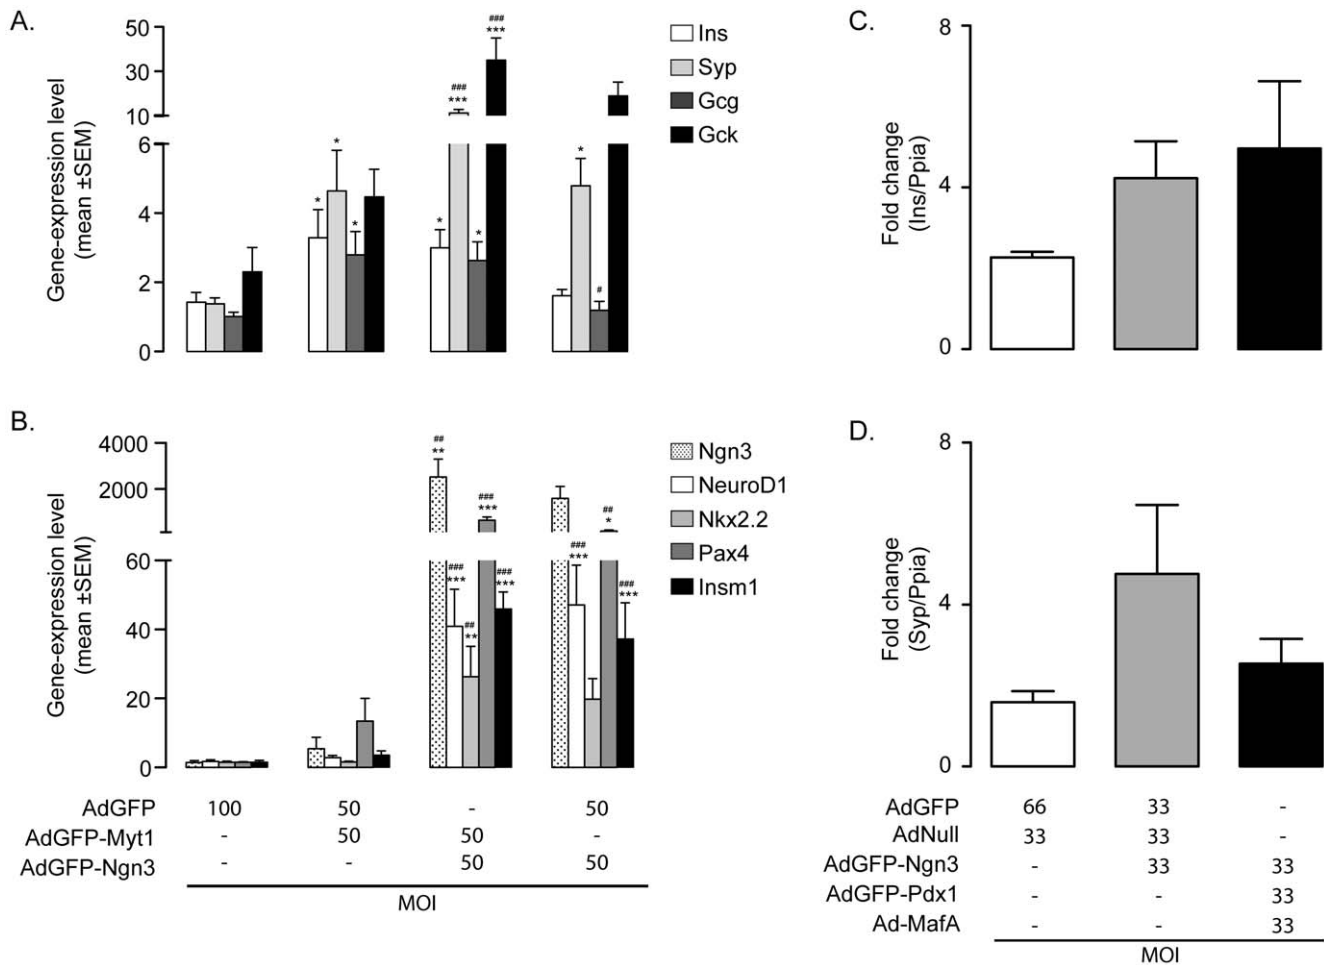 A.
Gene-expression level
(mean ±SEM)
50
30
10
6
4
2
0
* * *
* ### *** * ### ***
* #
Ins
Syp
Gcg
Gck
B.
Gene-expression level
(mean ±SEM)
4000
2000
60
40
20
0
## ** ### *** ## ** ### *** ### ***
### *** ## * ### ***
Ngn3
NeuroD1
Nkx2.2
Pax4
Insm1
AdGFP 100 50 - 50
AdGFP-Myt1 - 50 50 -
AdGFP-Ngn3 - - 50 50
MOI
C.
Fold change
(Ins/Ppia)
8
4
0
D.
Fold change
(Syp/Ppia)
8
4
0
AdGFP 66 33 -
AdNull 33 33 -
AdGFP-Ngn3 - 33 33
AdGFP-Pdx1 - - 33
Ad-MafA - - 33
MOI